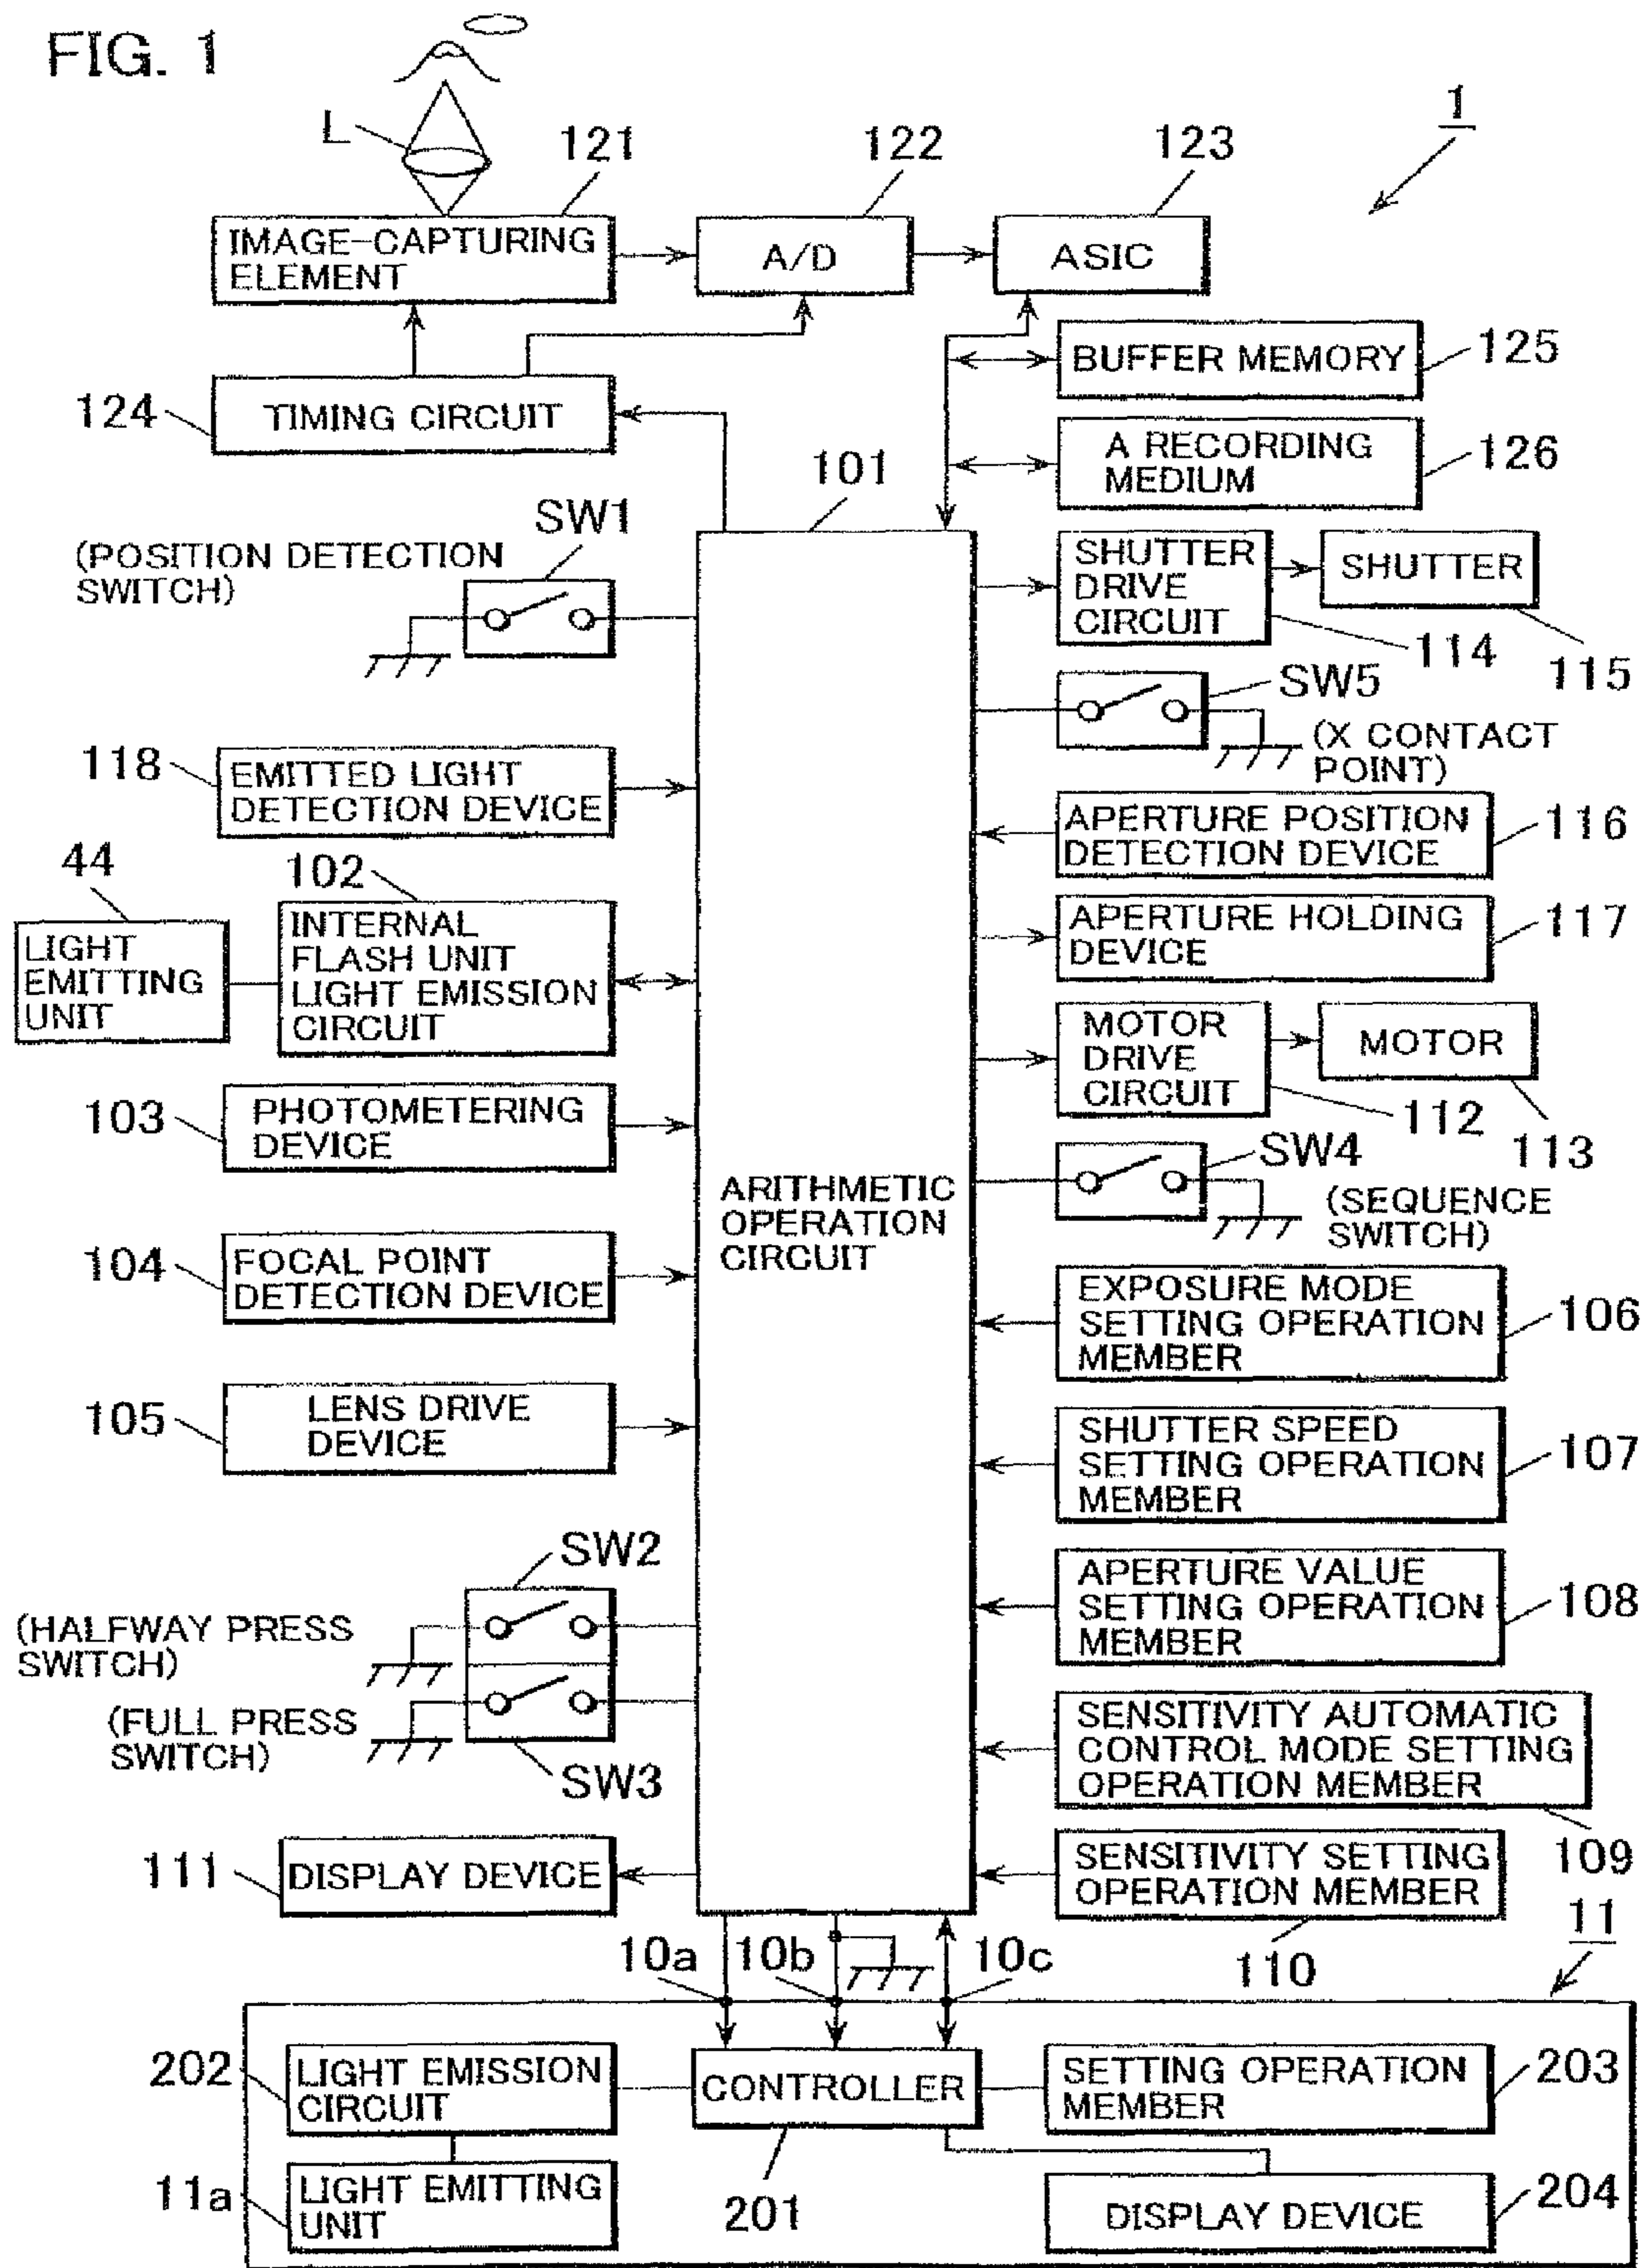 FIG. 1
L
121
122
123
1
IMAGE-CAPTURING
ELEMENT
A/D
ASIC
BUFFER MEMORY
125
124
TIMING CIRCUIT
A RECORDING
MEDIUM
126
101
SW1
(POSITION DETECTION
SWITCH)
SHUTTER
DRIVE
CIRCUIT
SHUTTER
114
115
SW5
(X CONTACT
POINT)
118
EMITTED LIGHT
DETECTION DEVICE
APERTURE POSITION
DETECTION DEVICE
116
44
102
LIGHT
EMITTING
UNIT
INTERNAL
FLASH UNIT
LIGHT EMISSION
CIRCUIT
APERTURE HOLDING
DEVICE
117
MOTOR
DRIVE
CIRCUIT
MOTOR
112
113
103
PHOTOMETERING
DEVICE
SW4
(SEQUENCE
SWITCH)
ARITHMETIC
OPERATION
CIRCUIT
104
FOCAL POINT
DETECTION DEVICE
EXPOSURE MODE
SETTING OPERATION
MEMBER
106
105
LENS DRIVE
DEVICE
SHUTTER SPEED
SETTING OPERATION
MEMBER
107
SW2
(HALFWAY PRESS
SWITCH)
(FULL PRESS
SWITCH)
SW3
APERTURE VALUE
SETTING OPERATION
MEMBER
108
SENSITIVITY AUTOMATIC
CONTROL MODE SETTING
OPERATION MEMBER
109
111
DISPLAY DEVICE
SENSITIVITY SETTING
OPERATION MEMBER
110
11
10a
10b
10c
202
LIGHT EMISSION
CIRCUIT
CONTROLLER
SETTING OPERATION
MEMBER
203
11a
LIGHT EMITTING
UNIT
201
DISPLAY DEVICE
204